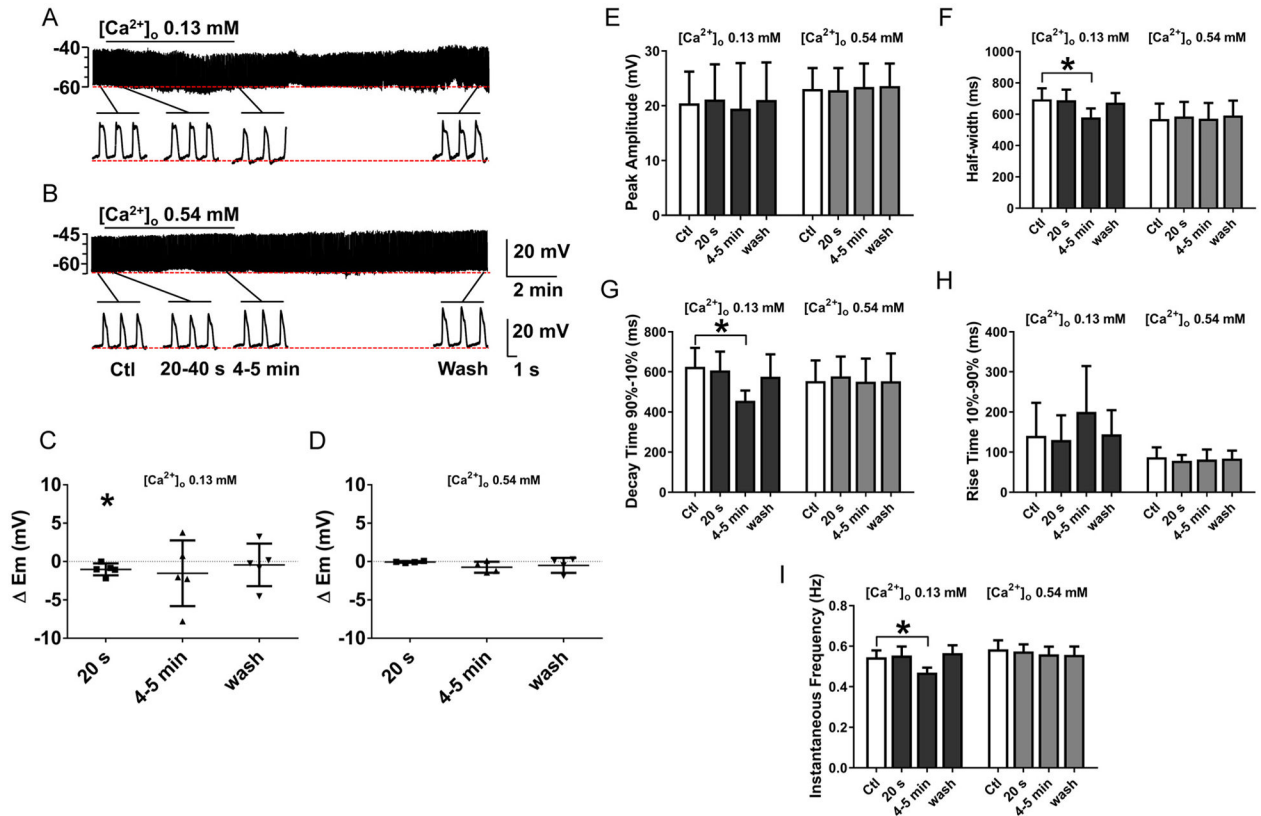 A
[Ca²⁺]ₒ 0.13 mM
-40
-60
B
[Ca²⁺]ₒ 0.54 mM
-45
-60
20 mV
2 min
20 mV
1 s
Ctl 20-40 s 4-5 min Wash
C
[Ca²⁺]ₒ 0.13 mM
*
Δ Em (mV)
10
5
0
-5
-10
20 s
4-5 min
wash
D
[Ca²⁺]ₒ 0.54 mM
Δ Em (mV)
10
5
0
-5
-10
20 s
4-5 min
wash
E
[Ca²⁺]ₒ 0.13 mM [Ca²⁺]ₒ 0.54 mM
Peak Amplitude (mV)
30
20
10
0
Ctl 20 s 4-5 min wash Ctl 20 s 4-5 min wash
F
[Ca²⁺]ₒ 0.13 mM [Ca²⁺]ₒ 0.54 mM
*
Half-width (ms)
1000
800
600
400
200
0
Ctl 20 s 4-5 min wash Ctl 20 s 4-5 min wash
G
[Ca²⁺]ₒ 0.13 mM [Ca²⁺]ₒ 0.54 mM
*
Decay Time 90%-10% (ms)
800
600
400
200
0
Ctl 20 s 4-5 min wash Ctl 20 s 4-5 min wash
H
[Ca²⁺]ₒ 0.13 mM [Ca²⁺]ₒ 0.54 mM
Rise Time 10%-90% (ms)
400
300
200
100
0
Ctl 20 s 4-5 min wash Ctl 20 s 4-5 min wash
I
[Ca²⁺]ₒ 0.13 mM [Ca²⁺]ₒ 0.54 mM
*
Instantaneous Frequency (Hz)
0.8
0.6
0.4
0.2
0.0
Ctl 20 s 4-5 min wash Ctl 20 s 4-5 min wash